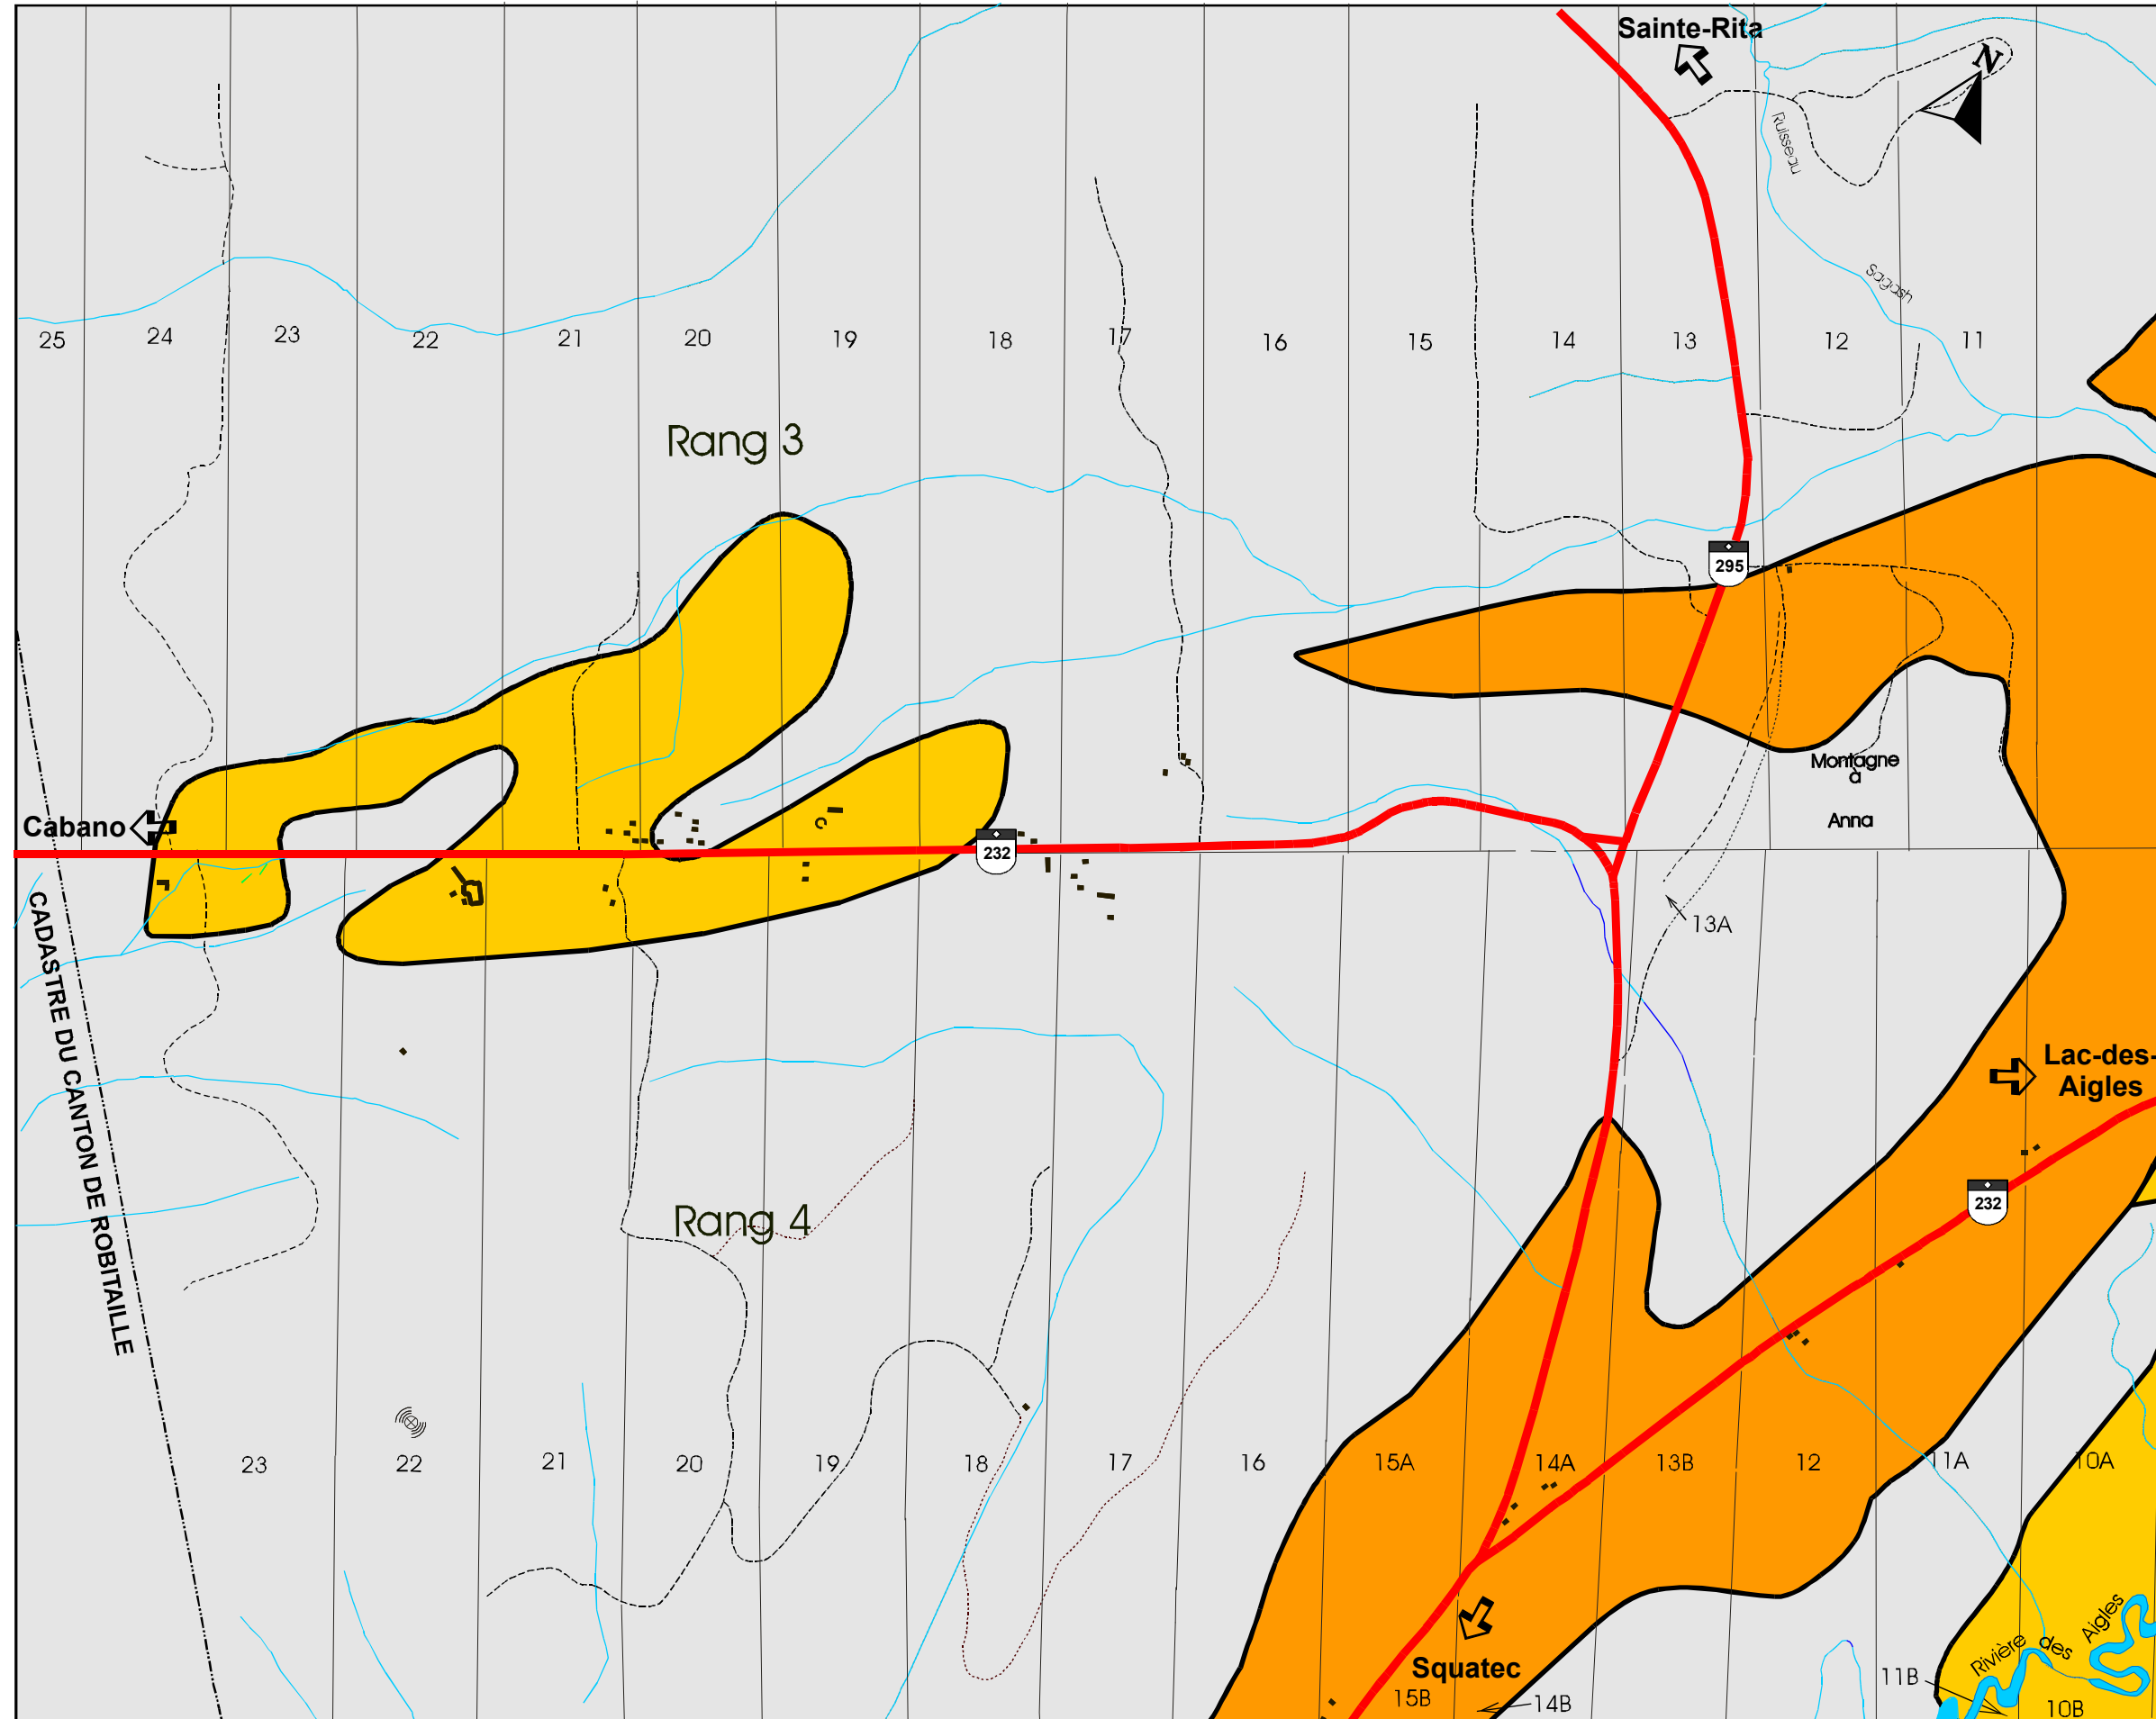 Sainte-Rita
N
Ruisseau
Sagash
25 24 23 22 21 20 19 18 17 16 15 14 13 12 11
Rang 3
295
Montagne
à
Anna
Cabano
232
13A
CADASTRE DU CANTON DE ROBITAILLE
Lac-des-
Aigles
232
Rang 4
23 22 21 20 19 18 17 16 15A 14A 13B 12 11A 10A
Squatec
15B
14B
11B
10B
Rivière des Aigles